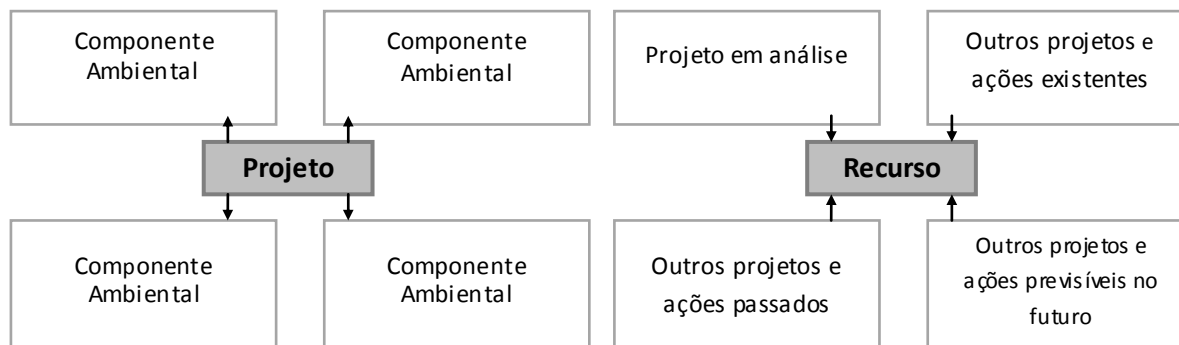 Componente
Ambiental
Componente
Ambiental
Projeto
Componente
Ambiental
Componente
Ambiental
Projeto em análise
Outros projetos e
ações existentes
Recurso
Outros projetos e
ações passados
Outros projetos e
ações previsíveis no
futuro